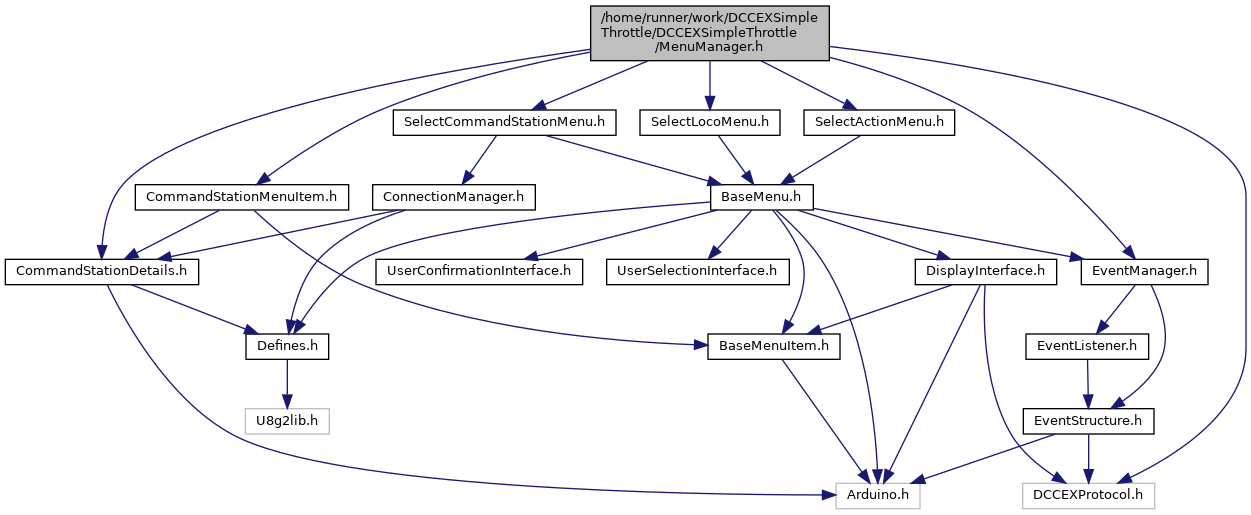 /home/runner/work/DCCEXSimple
Throttle/DCCEXSimpleThrottle
/MenuManager.h
SelectCommandStationMenu.h
SelectLocoMenu.h
SelectActionMenu.h
CommandStationMenuItem.h
ConnectionManager.h
BaseMenu.h
CommandStationDetails.h
UserConfirmationInterface.h
UserSelectionInterface.h
DisplayInterface.h
EventManager.h
Defines.h
BaseMenuItem.h
EventListener.h
U8g2lib.h
EventStructure.h
Arduino.h
DCCEXProtocol.h